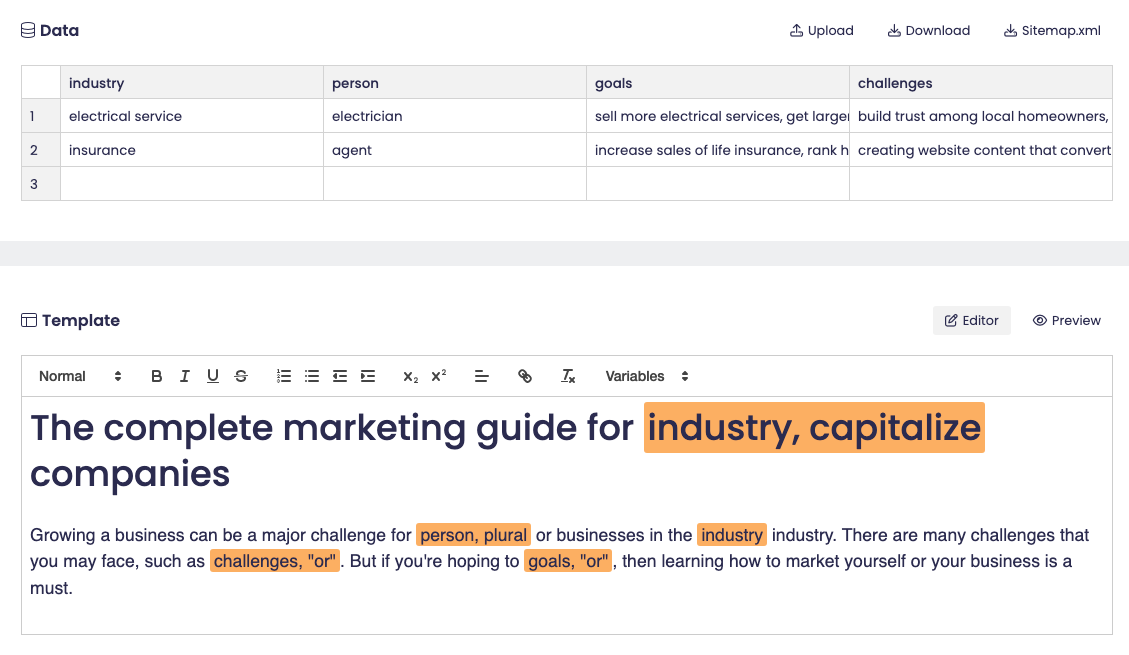 Data
Upload Download Sitemap.xml
industry person goals challenges
1 electrical service electrician sell more electrical services, get larger build trust among local homeowners,
2 insurance agent increase sales of life insurance, rank creating website content that convert
3
Template
Editor Preview
Normal B I U S X₂ X² Tx Variables
The complete marketing guide for industry, capitalize
companies
Growing a business can be a major challenge for person, plural or businesses in the industry industry. There are many challenges that
you may face, such as challenges, "or". But if you're hoping to goals, "or", then learning how to market yourself or your business is a
must.